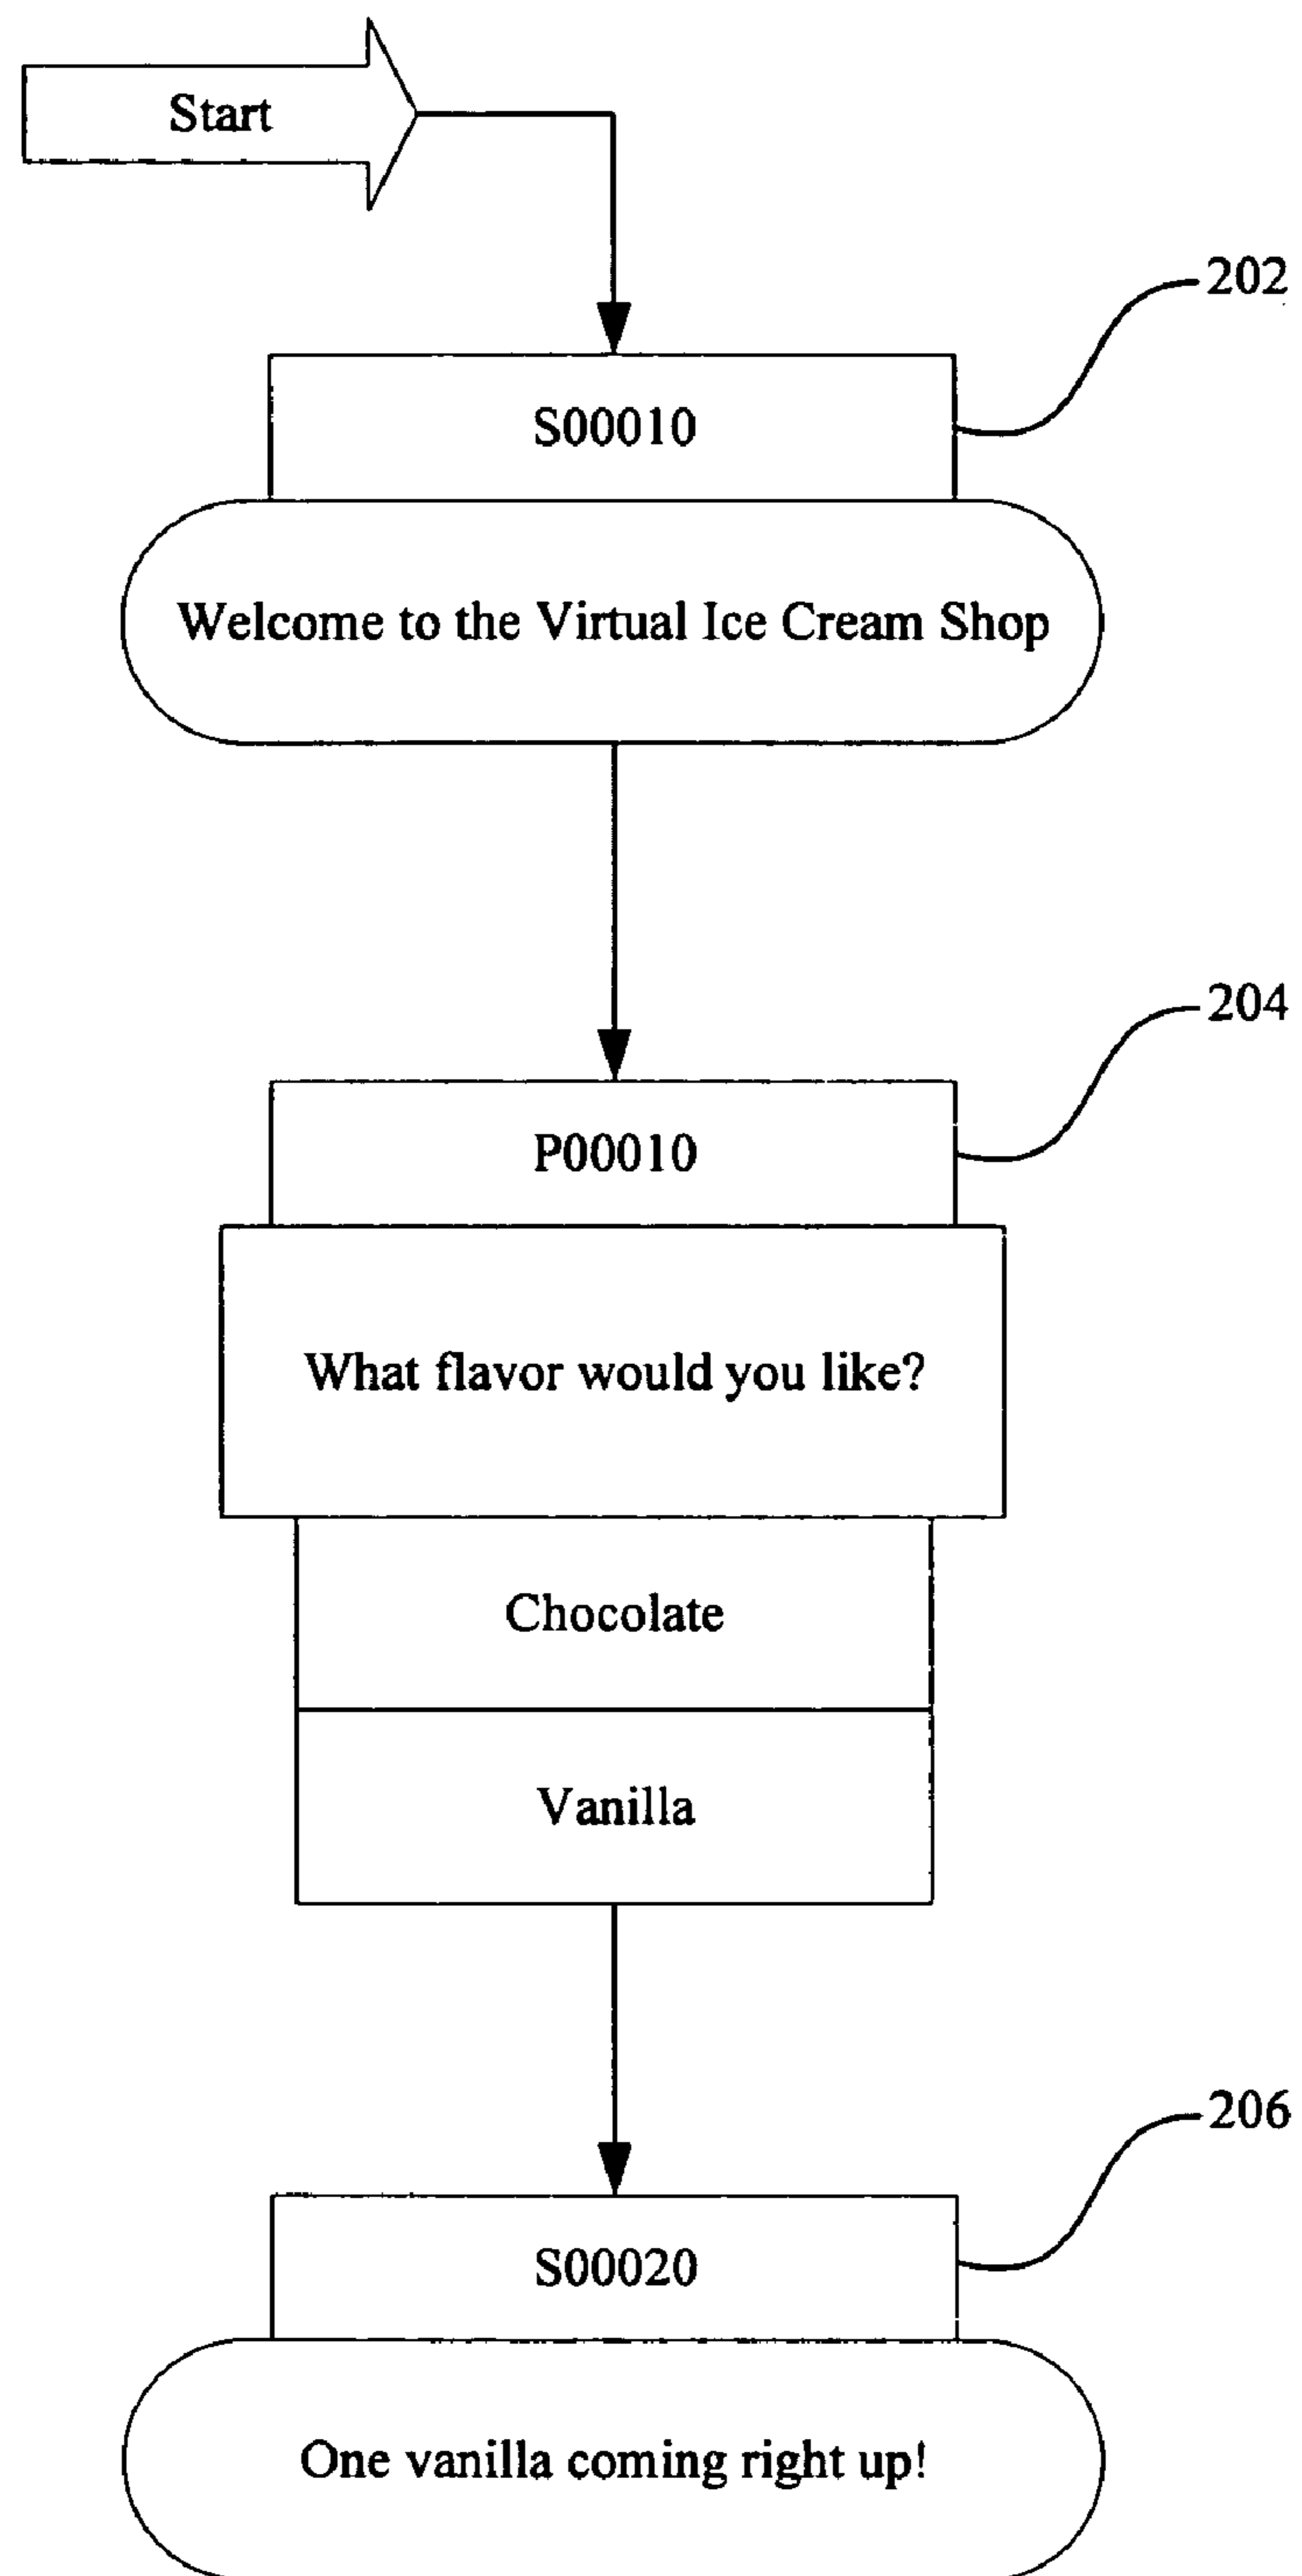 Start
202
S00010
Welcome to the Virtual Ice Cream Shop
204
P00010
What flavor would you like?
Chocolate
Vanilla
206
S00020
One vanilla coming right up!